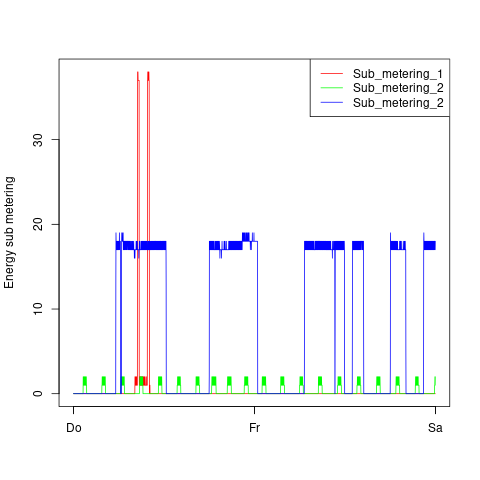 Sub_metering_1
Sub_metering_2
Sub_metering_2
Energy sub metering
30
20
10
0
Do Fr Sa